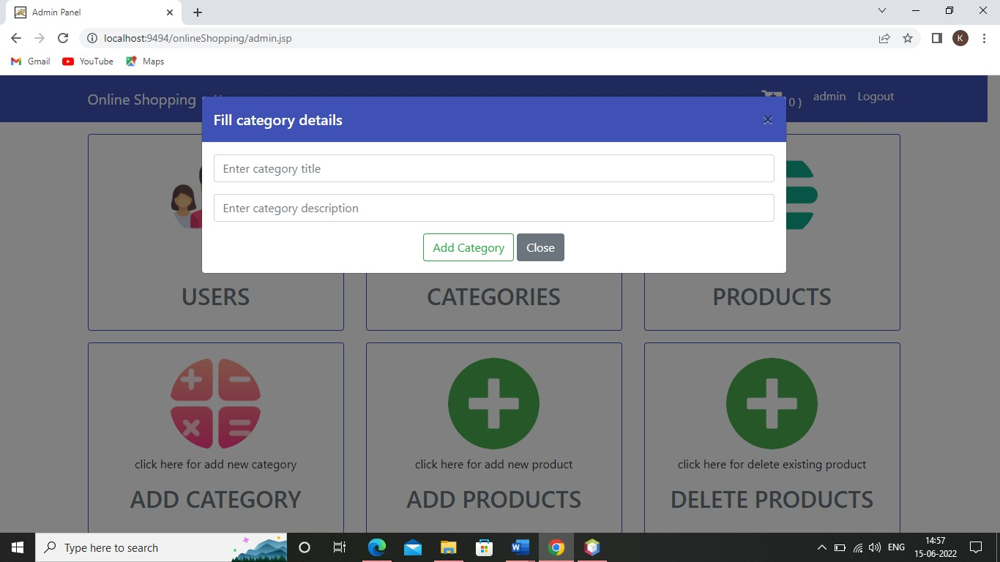 Admin Panel
localhost:9494/onlineShopping/admin.jsp
K
Gmail YouTube Maps
Online Shopping
0 ) admin Logout
Fill category details ×
Enter category title
Enter category description
Add Category Close
USERS CATEGORIES PRODUCTS
click here for add new category click here for add new product click here for delete existing product
ADD CATEGORY ADD PRODUCTS DELETE PRODUCTS
Type here to search
ENG
14:57
15-06-2022